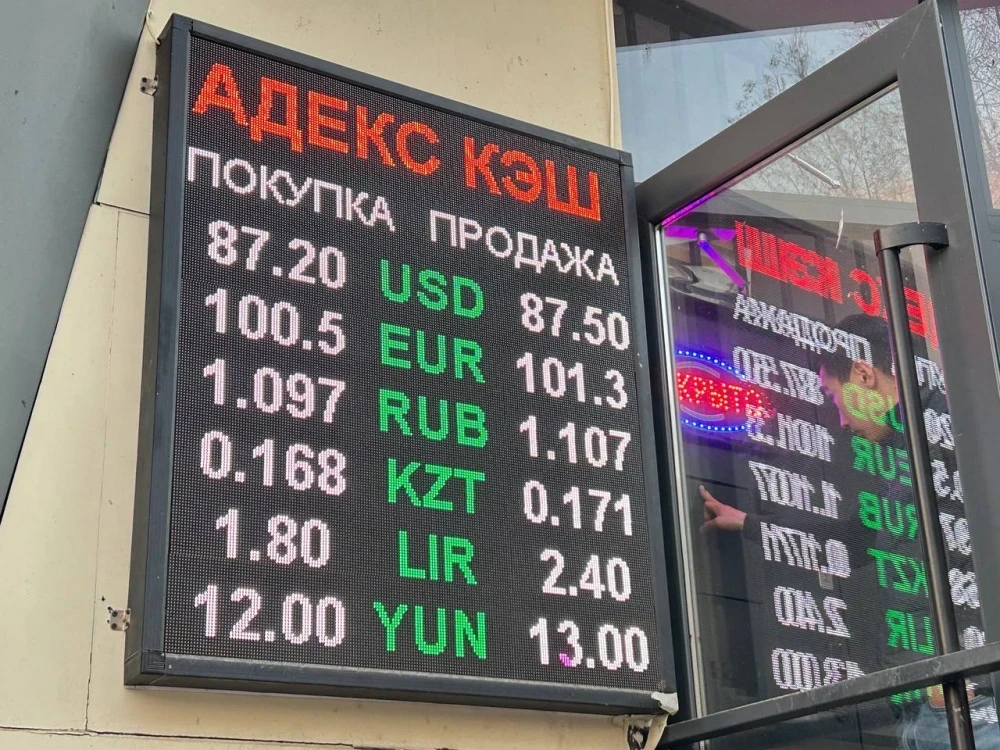 АДЕКС КЭШ
ПОКУПКА ПРОДАЖА
87.20 USD 87.50
100.5 EUR 101.3
1.097 RUB 1.107
0.168 KZT 0.171
1.80 LIR 2.40
12.00 YUN 13.00